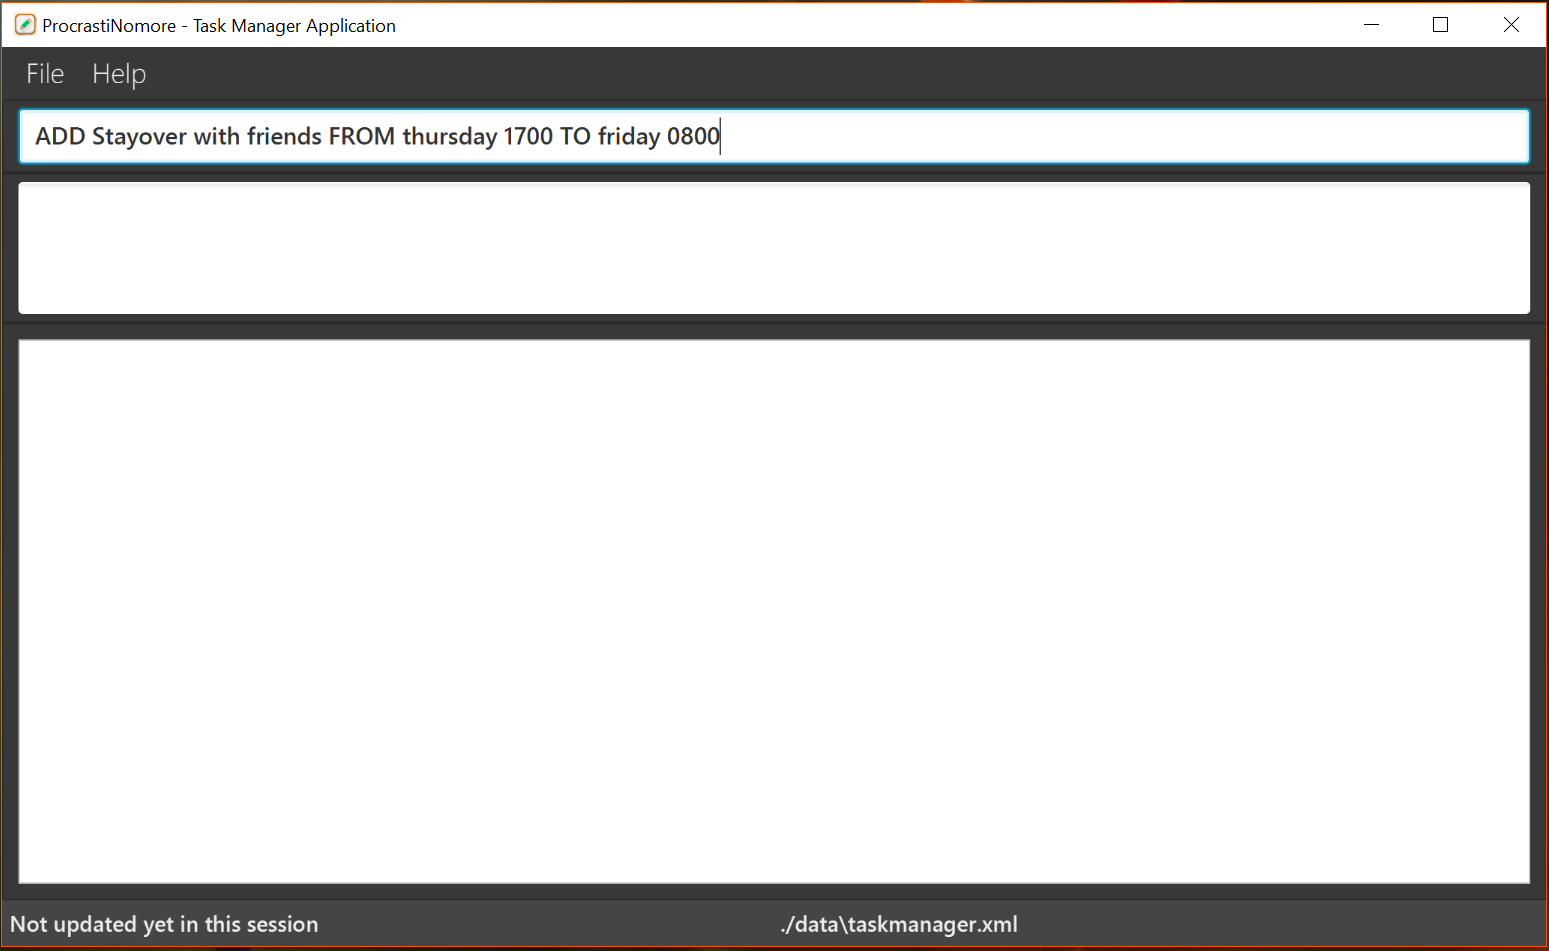 ProcrastiNomore - Task Manager Application
File Help
ADD Stayover with friends FROM thursday 1700 TO friday 0800
Not updated yet in this session ./data\taskmanager.xml